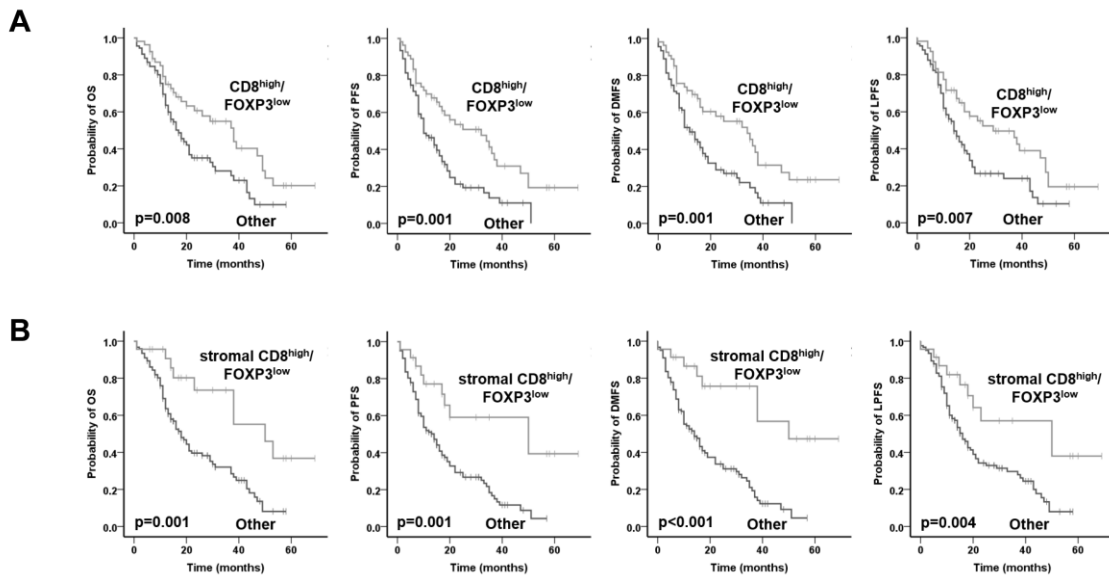 A
Probability of OS
1.0
0.8
0.6
0.4
0.2
0.0
CD8high/
FOXP3low
p=0.008
Other
0 20 40 60
Time (months)
Probability of PFS
1.0
0.8
0.6
0.4
0.2
0.0
CD8high/
FOXP3low
p=0.001
Other
0 20 40 60
Time (months)
Probability of DMFS
1.0
0.8
0.6
0.4
0.2
0.0
CD8high/
FOXP3low
p=0.001
Other
0 20 40 60
Time (months)
Probability of LPFS
1.0
0.8
0.6
0.4
0.2
0.0
CD8high/
FOXP3low
p=0.007
Other
0 20 40 60
Time (months)
B
Probability of OS
1.0
0.8
0.6
0.4
0.2
0.0
stromal CD8high/
FOXP3low
p=0.001
Other
0 20 40 60
Time (months)
Probability of PFS
1.0
0.8
0.6
0.4
0.2
0.0
stromal CD8high/
FOXP3low
p=0.001
Other
0 20 40 60
Time (months)
Probability of DMFS
1.0
0.8
0.6
0.4
0.2
0.0
stromal CD8high/
FOXP3low
p<0.001
Other
0 20 40 60
Time (months)
Probability of LPFS
1.0
0.8
0.6
0.4
0.2
0.0
stromal CD8high/
FOXP3low
p=0.004
Other
0 20 40 60
Time (months)